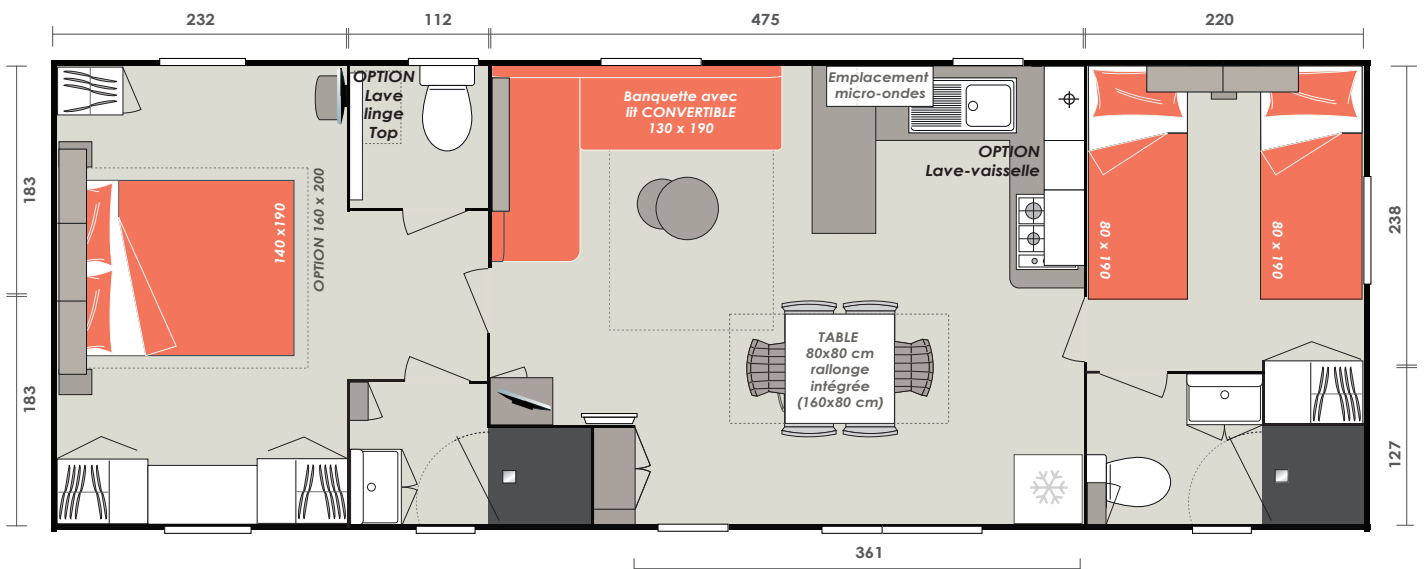 232
112
475
220
OPTION
Lave
linge
Top
Banquette avec
lit CONVERTIBLE
130 x 190
Emplacement
micro-ondes
OPTION
Lave-vaisselle
183
183
140 x190
OPTION 160 x 200
80 x 190
80 x 190
238
127
TABLE
80x80 cm
rallonge
intégrée
(160x80 cm)
361